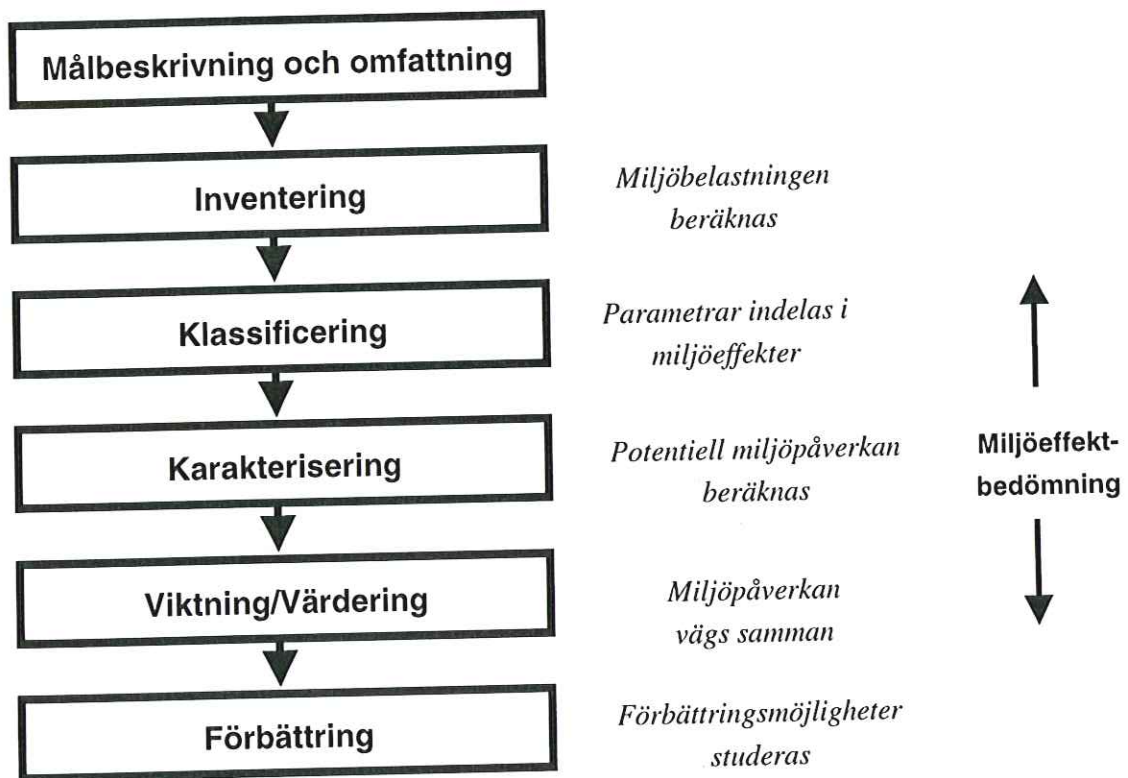 Målbeskrivning och omfattning
Inventering
Miljöbelastningen
beräknas
Klassificering
Parametrar indelas i
miljöeffekter
Karakterisering
Potentiell miljöpåverkan
beräknas
Miljöeffekt-
bedömning
Viktning/Värdering
Miljöpåverkan
vägs samman
Förbättring
Förbättringsmöjligheter
studeras